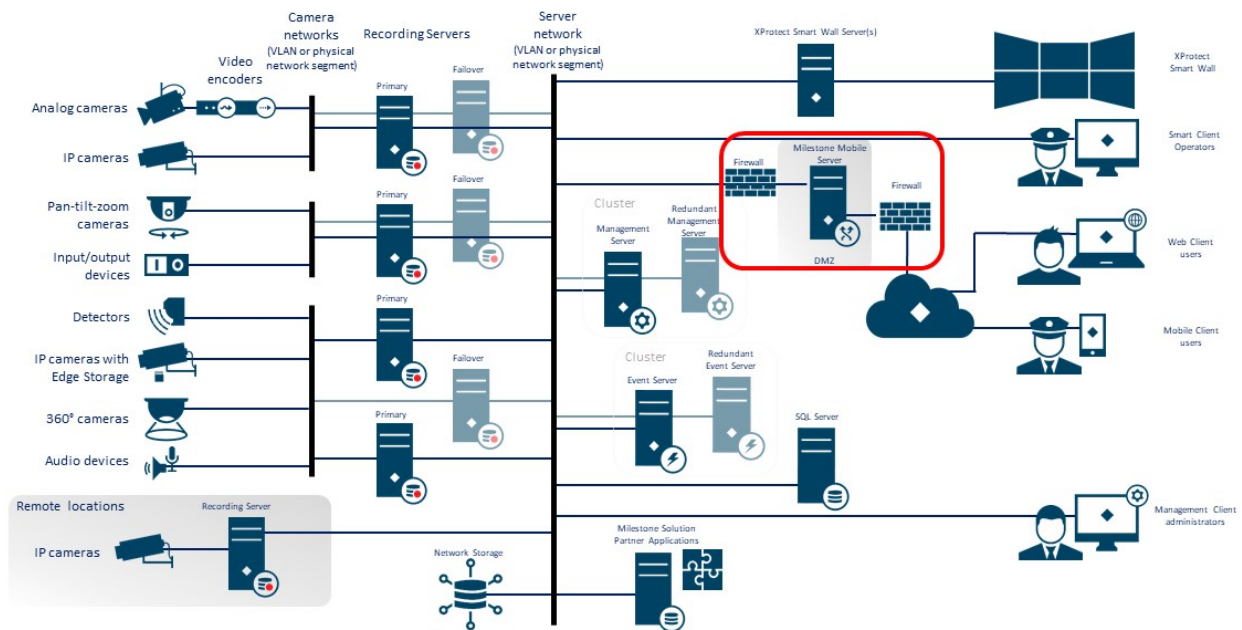 Camera
networks
(VLAN or physical
network segment)
Recording Servers
Server
network
(VLAN or physical
network segment)
Video
encoders
XProtect Smart Wall Server(s)
XProtect
Smart Wall
Analog cameras
Primary
Failover
IP cameras
Smart Client
Operators
Firewall
Milestone Mobile
Server
Firewall
DMZ
Pan-tilt-zoom
cameras
Primary
Failover
Cluster
Management
Server
Redundant
Management
Server
Web Client
users
Input/output
devices
Detectors
Primary
Mobile Client
users
IP cameras with
Edge Storage
Failover
Cluster
Event Server
Redundant
Event Server
360° cameras
Primary
SQL Server
Audio devices
Remote locations
Recording Server
IP cameras
Management Client
administrators
Network Storage
Milestone Solution
Partner Applications